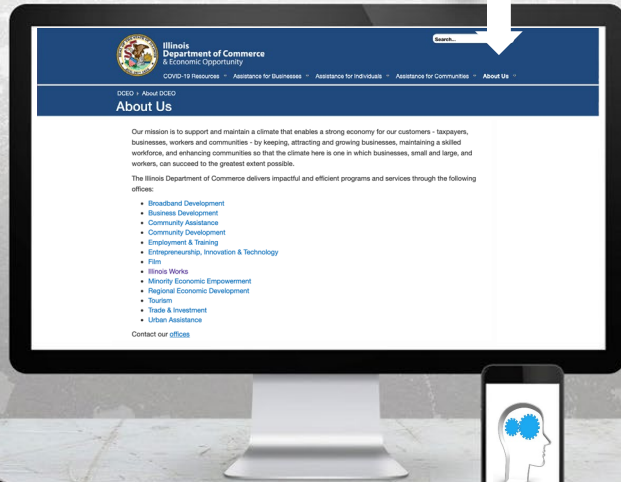 Search...
Illinois
Department of Commerce
& Economic Opportunity
COVID-19 Resources Assistance for Businesses Assistance for Individuals Assistance for Communities About Us
DCEO › About DCEO
About Us
Our mission is to support and maintain a climate that enables a strong economy for our customers - taxpayers,
businesses, workers and communities - by keeping, attracting and growing businesses, maintaining a skilled
workforce, and enhancing communities so that the climate here is one in which businesses, small and large, and
workers, can succeed to the greatest extent possible.
The Illinois Department of Commerce delivers impactful and efficient programs and services through the following
offices:
• Broadband Development
• Business Development
• Community Assistance
• Community Development
• Employment & Training
• Entrepreneurship, Innovation & Technology
• Film
• Illinois Works
• Minority Economic Empowerment
• Regional Economic Development
• Tourism
• Trade & Investment
• Urban Assistance
Contact our offices